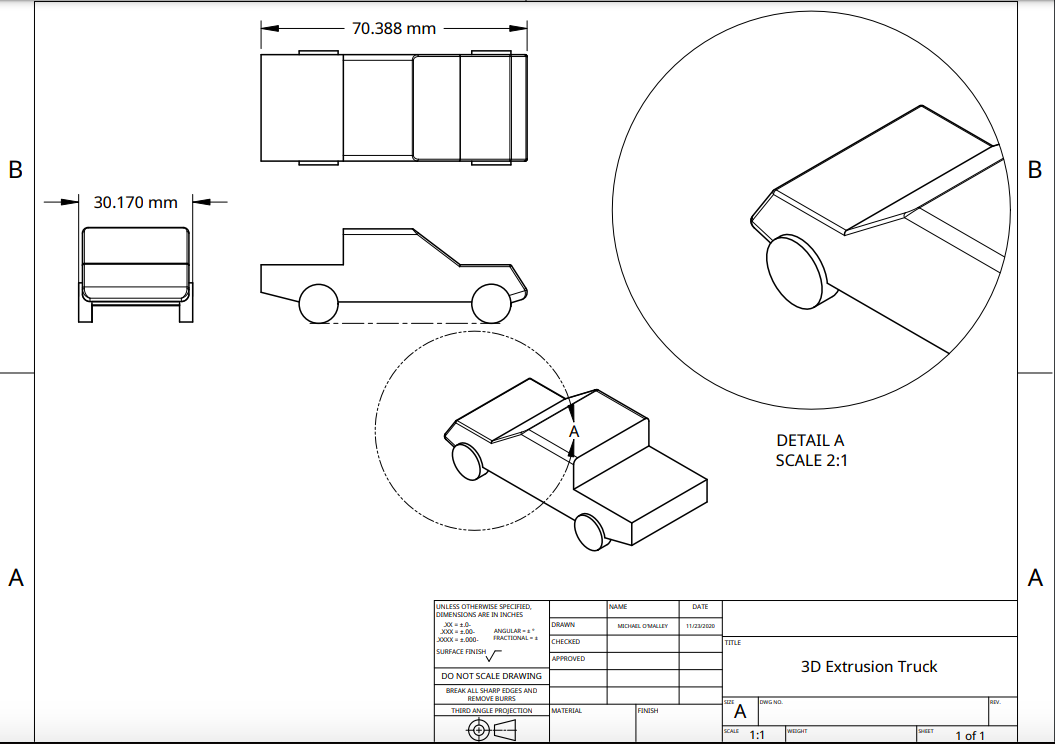 70.388 mm
B
B
30.170 mm
A
DETAIL A
SCALE 2:1
A
A
UNLESS OTHERWISE SPECIFIED,
DIMENSIONS ARE IN INCHES
.XX = ±.0-
.XXX = ±.00-
.XXXX = ±.000-
ANGULAR = ± °
FRACTIONAL = ±
SURFACE FINISH
DO NOT SCALE DRAWING
BREAK ALL SHARP EDGES AND
REMOVE BURRS
THIRD ANGLE PROJECTION
NAME
DATE
DRAWN
MICHAEL O'MALLEY
11/23/2020
CHECKED
APPROVED
MATERIAL
FINISH
TITLE
3D Extrusion Truck
SIZE
A
DWG NO.
REV.
SCALE
1:1
WEIGHT
SHEET
1 of 1